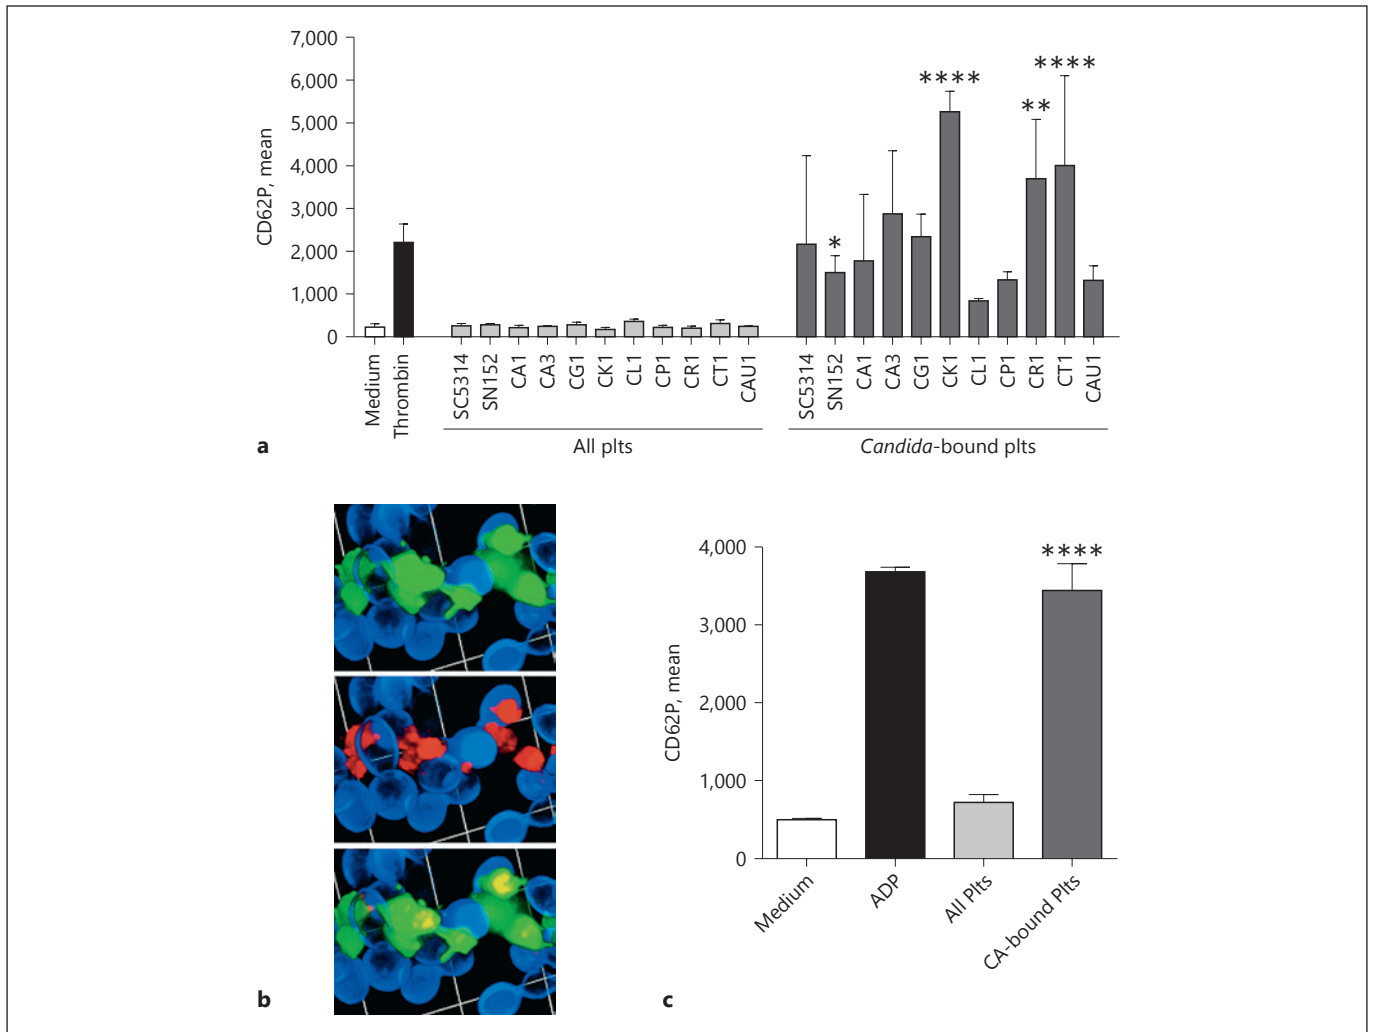 7,000
6,000
5,000
4,000
3,000
2,000
1,000
0
CD62P, mean
*
****
**
****
Medium
Thrombin
SC5314
SN152
CA1
CA3
CG1
CK1
CL1
CP1
CR1
CT1
CAU1
SC5314
SN152
CA1
CA3
CG1
CK1
CL1
CP1
CR1
CT1
CAU1
All plts
Candida-bound plts
a
b
4,000
3,000
2,000
1,000
0
CD62P, mean
****
Medium
ADP
All Plts
CA-bound Plts
c